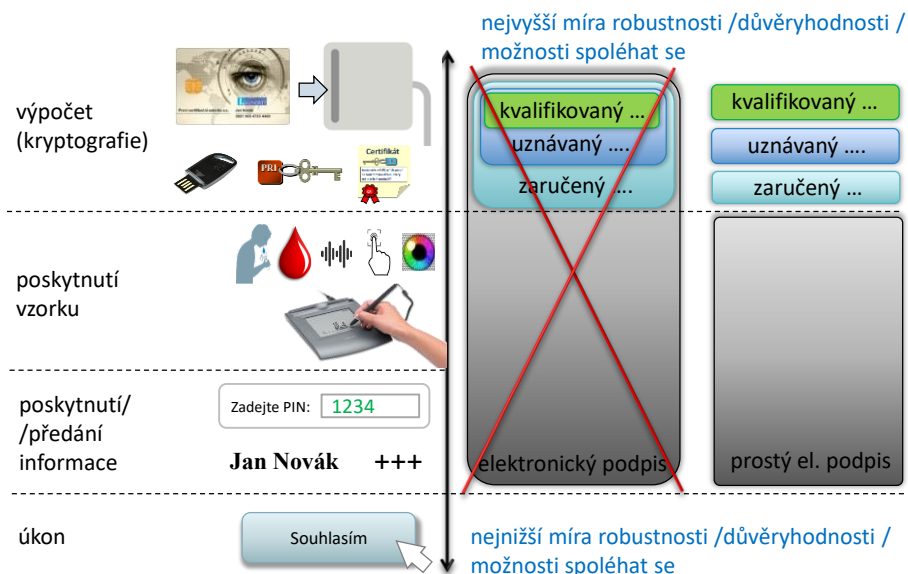 nejvyšší míra robustnosti /důvěryhodnosti /
možnosti spoléhat se
výpočet
(kryptografie)
PRI
Certifikát
kvalifikovaný …
uznávaný ….
zaručený ….
kvalifikovaný …
uznávaný ….
zaručený …
poskytnutí
vzorku
poskytnutí/
/předání
informace
Zadejte PIN: 1234
Jan Novák +++
elektronický podpis
prostý el. podpis
úkon
Souhlasím
nejnižší míra robustnosti /důvěryhodnosti /
možnosti spoléhat se